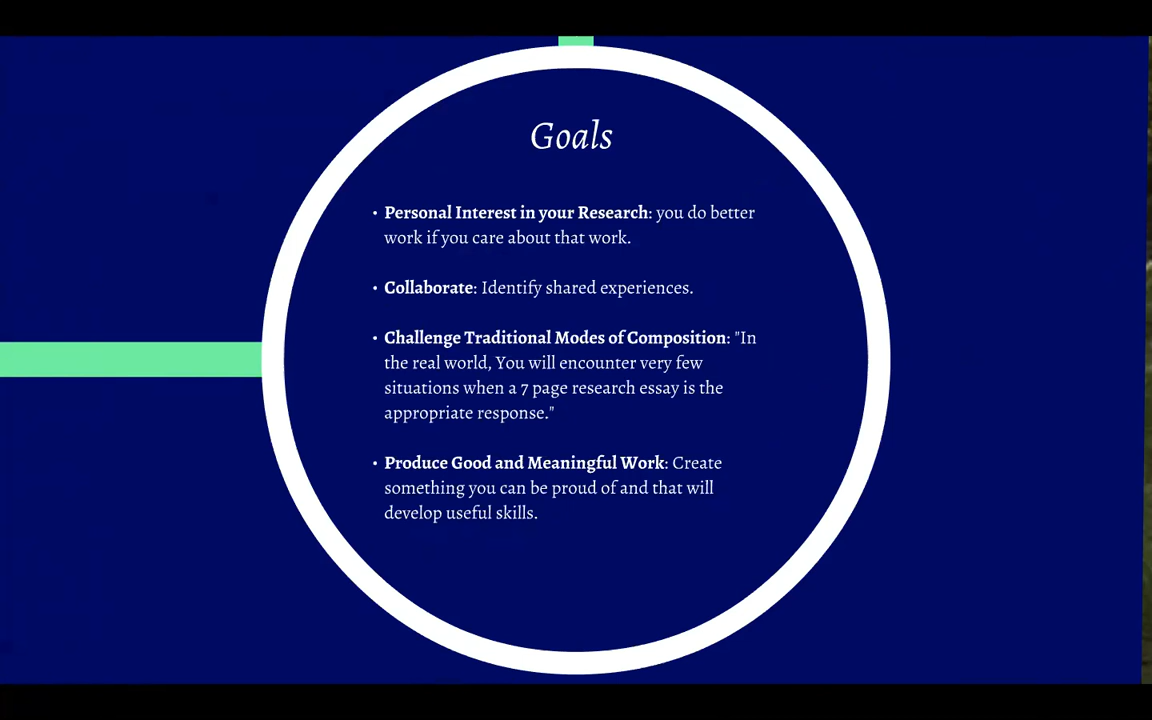 Goals
• Personal Interest in your Research: you do better
work if you care about that work.
• Collaborate: Identify shared experiences.
• Challenge Traditional Modes of Composition: "In
the real world, You will encounter very few
situations when a 7 page research essay is the
appropriate response."
• Produce Good and Meaningful Work: Create
something you can be proud of and that will
develop useful skills.